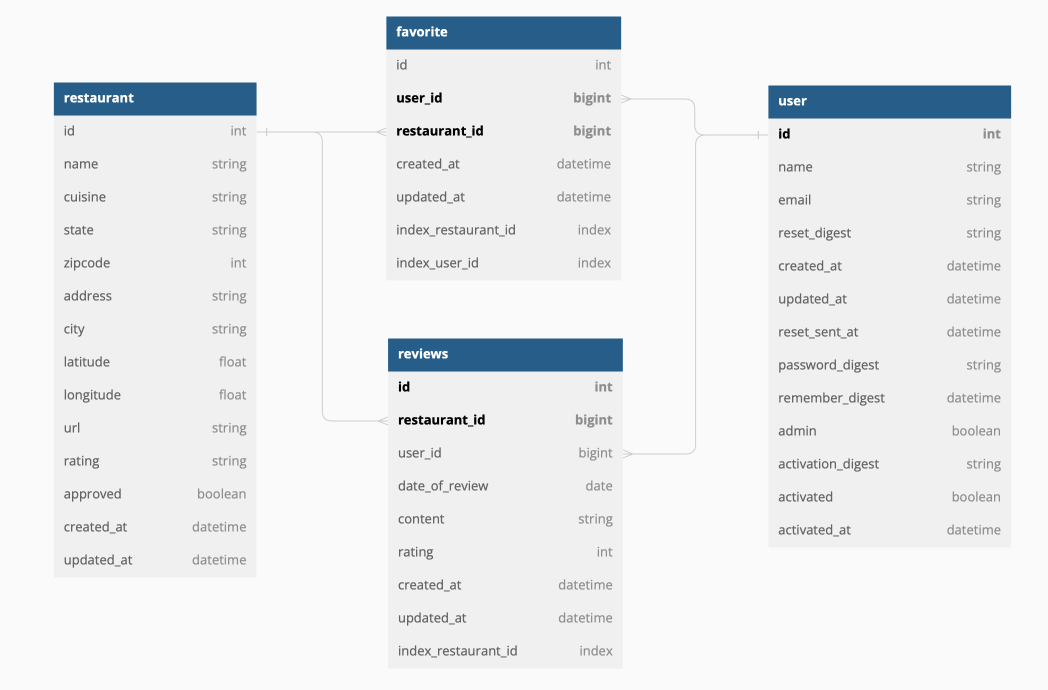 restaurant
id int
name string
cuisine string
state string
zipcode int
address string
city string
latitude float
longitude float
url string
rating string
approved boolean
created_at datetime
updated_at datetime
favorite
id int
user_id bigint
restaurant_id bigint
created_at datetime
updated_at datetime
index_restaurant_id index
index_user_id index
reviews
id int
restaurant_id bigint
user_id bigint
date_of_review date
content string
rating int
created_at datetime
updated_at datetime
index_restaurant_id index
user
id int
name string
email string
reset_digest string
created_at datetime
updated_at datetime
reset_sent_at datetime
password_digest string
remember_digest datetime
admin boolean
activation_digest string
activated boolean
activated_at datetime